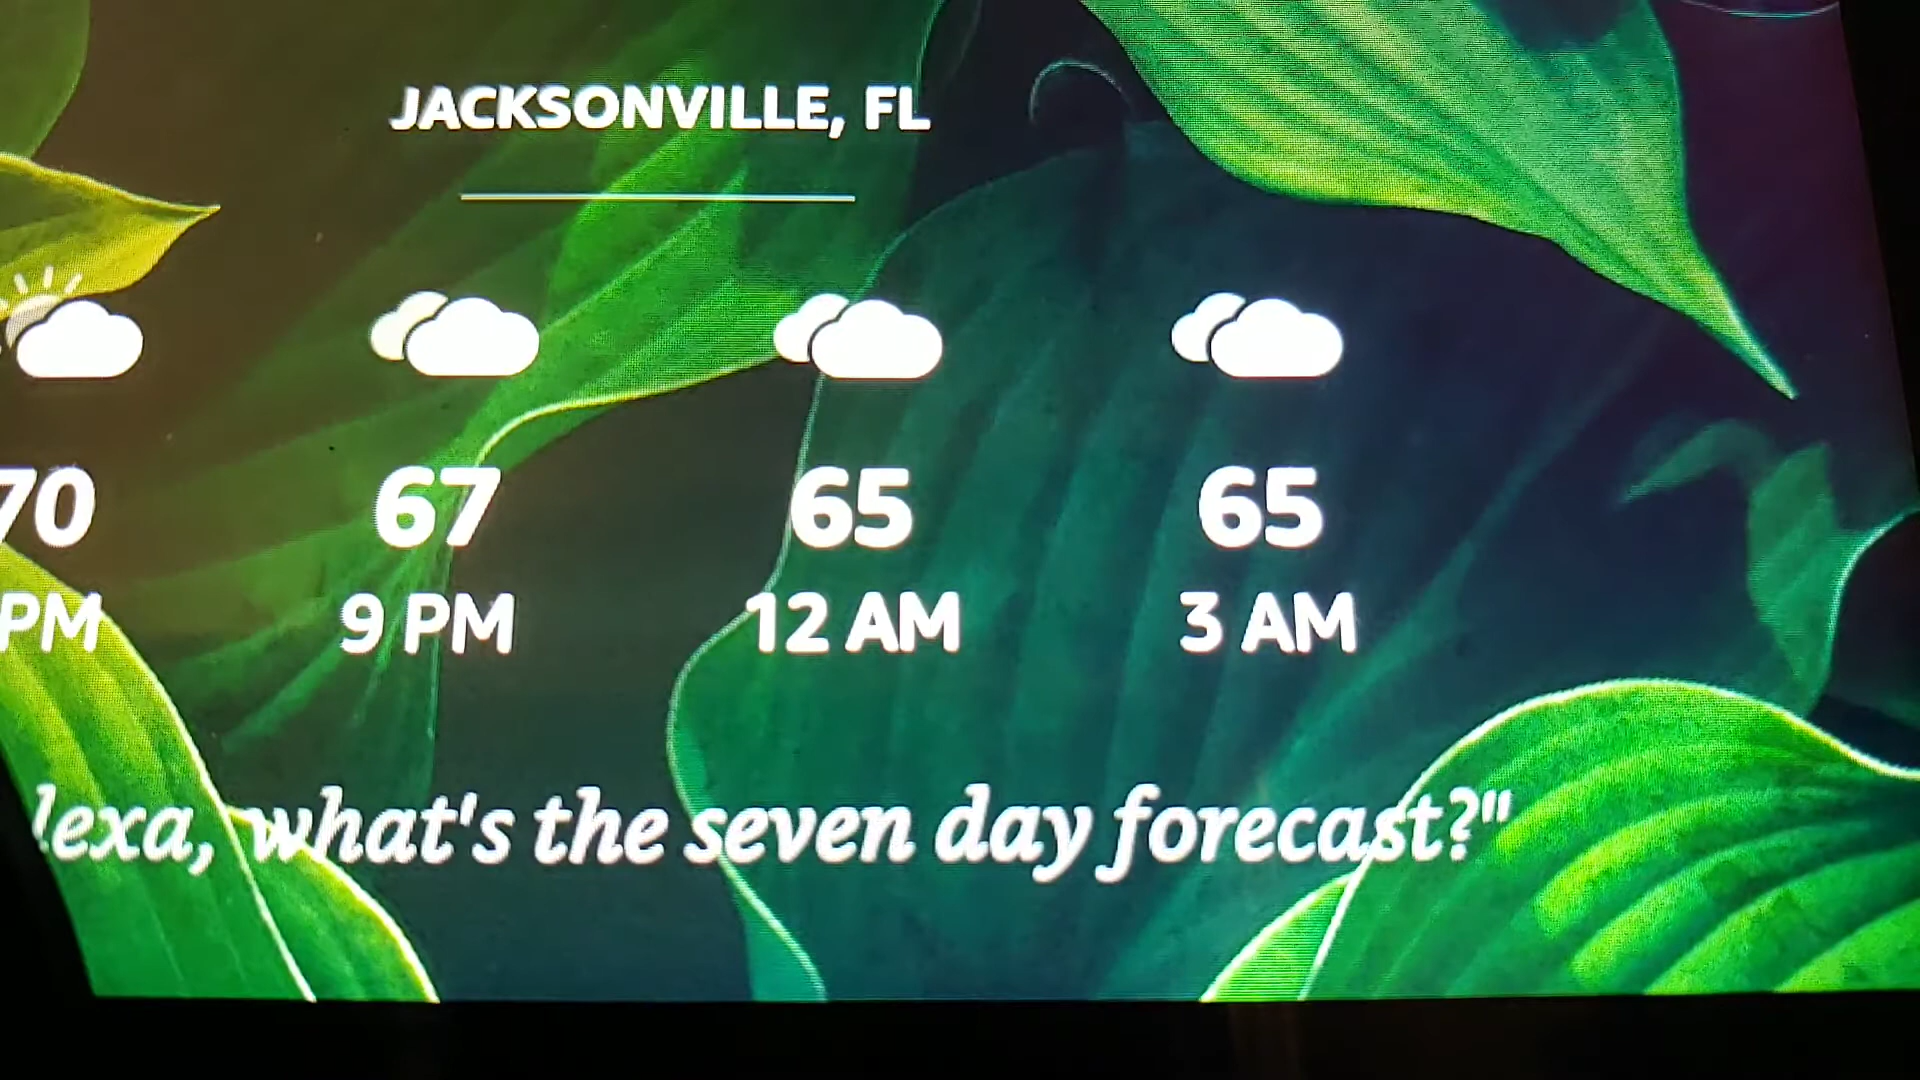 JACKSONVILLE, FL
70 67 65 65
PM 9 PM 12 AM 3 AM
lexa, what's the seven day forecast?"